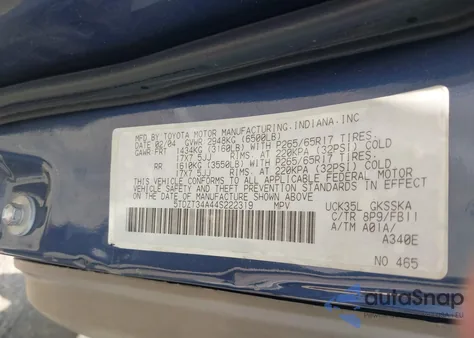 MFD.BY TOYOTA MOTOR MANUFACTURING.INDIANA.INC
DATE 02/04 GVWR 2948KG (6500LB)
GAWR FRT 1434KG (3160LB) WITH P265/65R17 TIRES,
17X7.5JJ RIMS, AT 220KPA (32PSI) COLD
RR 1610KG (3550LB) WITH P265/65R17 TIRES,
17X7.5JJ RIMS, AT 220KPA (32PSI) COLD
THIS VEHICLE CONFORMS TO ALL APPLICABLE FEDERAL MOTOR
VEHICLE SAFETY AND THEFT PREVENTION STANDARDS IN EFFECT
ON THE DATE OF MANUFACTURE SHOWN ABOVE.
5TDZT34A44S222319 MPV UCK35L GKSSKA
C/TR 8P9/FB11
A/TM A01A/
A340E
NO 465
autoSnap